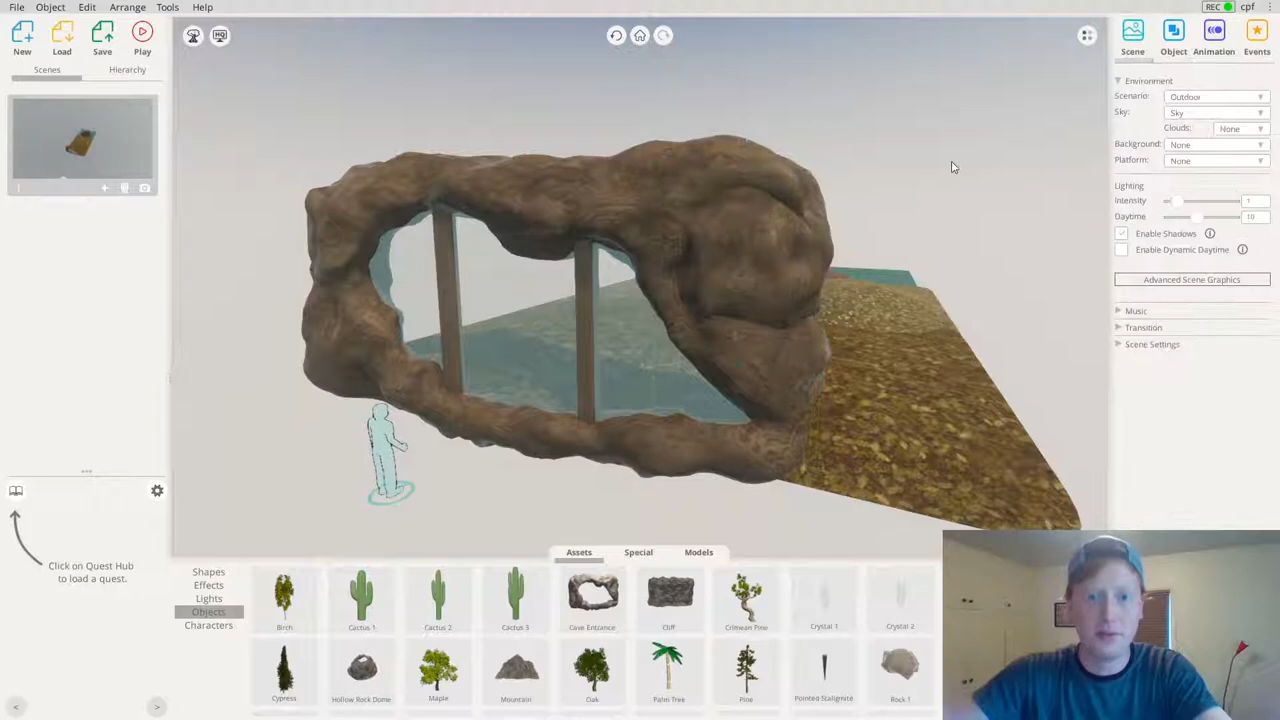 File Object Edit Arrange Tools Help
REC cpf
New Load Save Play
Scene Object Animation Events
Scenes Hierarchy
Environment
Scenario: Outdoor
Sky: Sky
Clouds: None
Background: None
Platform: None
Lighting
Intensity 1
Daytime 10
Enable Shadows
Enable Dynamic Daytime
Advanced Scene Graphics
Music
Transition
Scene Settings
HQ
Click on Quest Hub
to load a quest.
Assets Special Models
Shapes
Effects
Lights
Objects
Characters
Birch Cactus 1 Cactus 2 Cactus 3 Cave Entrance Cliff Crimean Pine Crystal 1 Crystal 2
Cypress Hollow Rock Dome Maple Mountain Oak Palm Tree Pine Pointed Staligmite Rock 1
< >